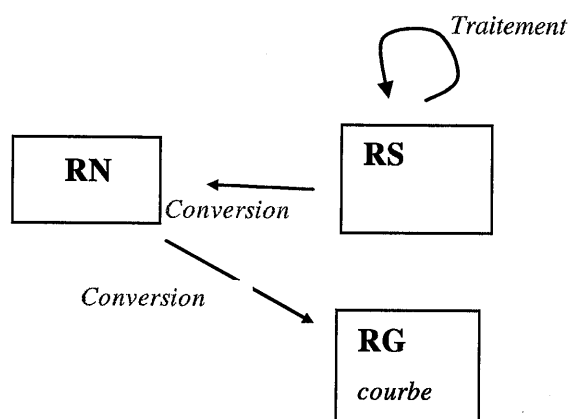 Traitement
RS
RN
Conversion
Conversion
RG
courbe